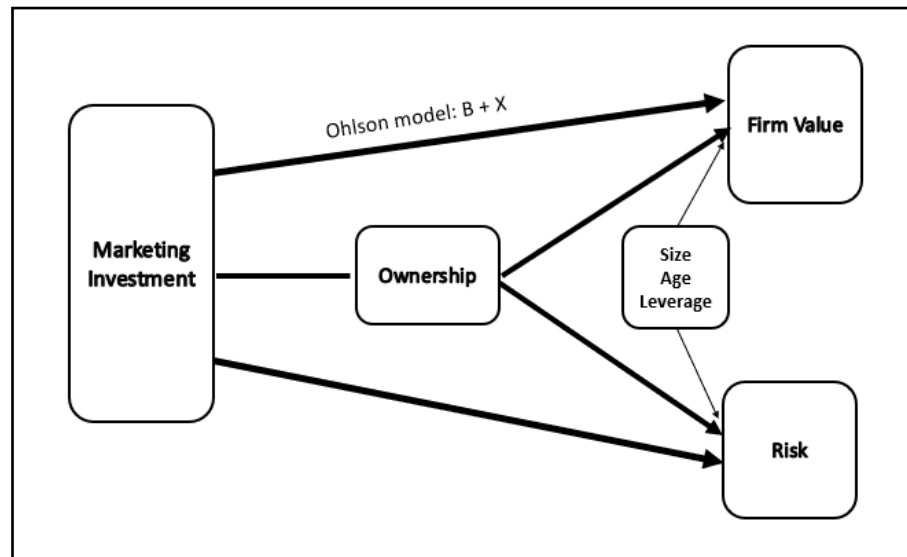 Ohlson model: B + X
Firm Value
Marketing
Investment
Ownership
Size
Age
Leverage
Risk